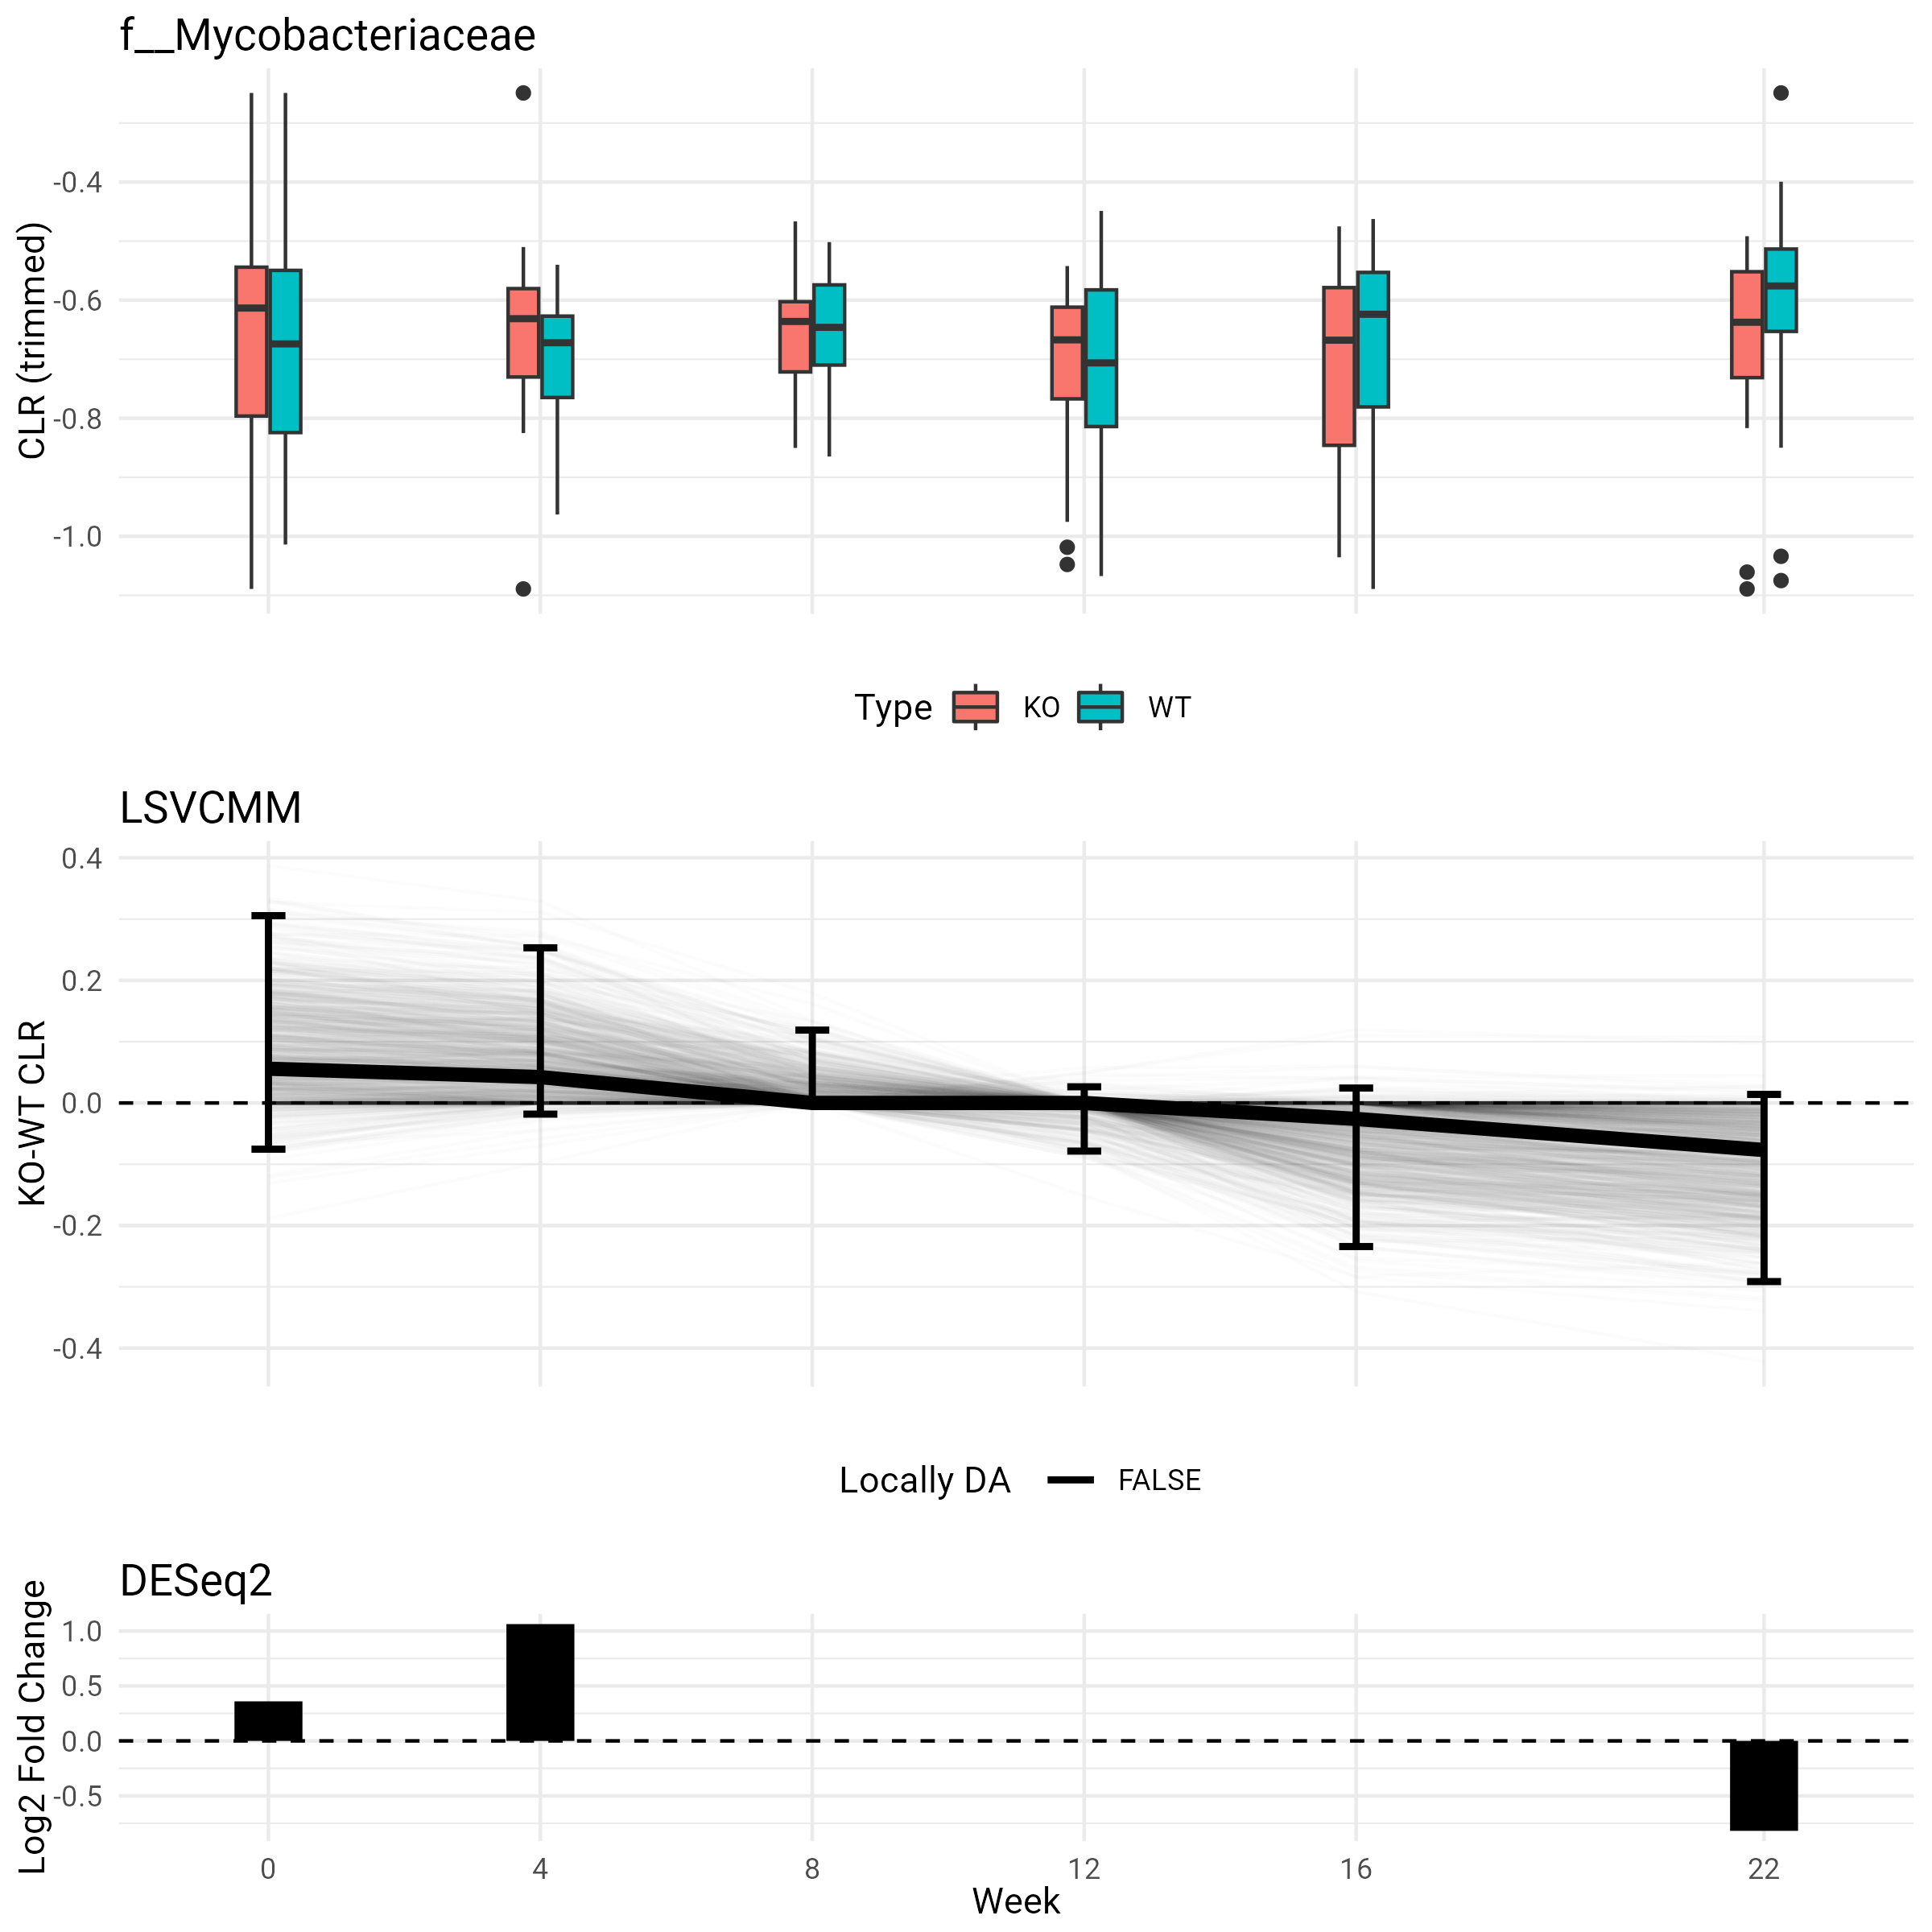 f__Mycobacteriaceae
CLR (trimmed)
-0.4
-0.6
-0.8
-1.0
Type KO WT
LSVCMM
KO-WT CLR
0.4
0.2
0.0
-0.2
-0.4
Locally DA FALSE
DESeq2
Log2 Fold Change
1.0
0.5
0.0
-0.5
0 4 8 12 16 22
Week